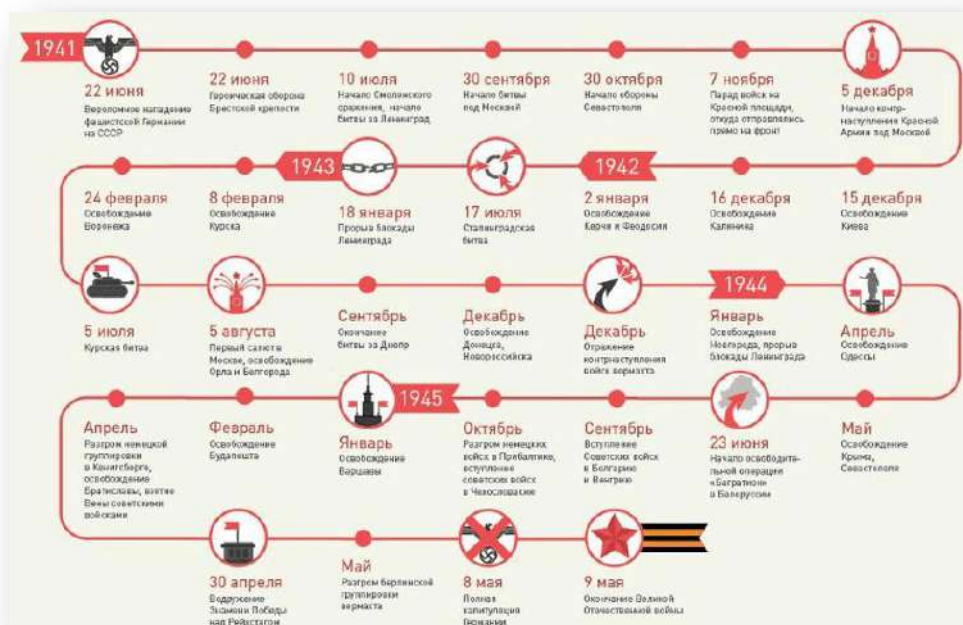 1941
22 июня
Вероломное нападение
фашистской Германии
на СССР
22 июня
Героическая оборона
Брестской крепости
10 июля
Начало Смоленского
сражения, начало
битвы за Ленинград
30 сентября
Начало битвы
под Москвой
30 октября
Начало обороны
Севастополя
7 ноября
Парад войск на
Красной площади,
откуда отправлялись
прямо на фронт
5 декабря
Начало контр-
наступления Красной
Армии под Москвой
24 февраля
Освобождение
Воронежа
8 февраля
Освобождение
Курска
1943
18 января
Прорыв блокады
Ленинграда
17 июля
Сталинградская
битва
1942
2 января
Освобождение
Керчи и Феодосии
16 декабря
Освобождение
Калинина
15 декабря
Освобождение
Киева
5 июля
Курская битва
5 августа
Первый салют в
Москве, освобождение
Орла и Белгорода
Сентябрь
Окончание
битвы за Днепр
Декабрь
Освобождение
Донецка,
Новороссийска
Декабрь
Отражение
контрнаступления
войск вермахта
1944
Январь
Освобождение
Новгорода, прорыв
блокады Ленинграда
Апрель
Освобождение
Одессы
Апрель
Разгром немецкой
группировки
в Кенигсберге,
освобождение
Братиславы, взятие
Вены советскими
войсками
Февраль
Освобождение
Будапешта
1945
Январь
Освобождение
Варшавы
Октябрь
Разгром немецких
войск в Прибалтике,
вступление
советских войск
в Чехословакию
Сентябрь
Вступление
Советских войск
в Болгарию
и Венгрию
23 июня
Начало освободи-
тельной операции
«Багратион»
в Белоруссии
Май
Освобождение
Крыма,
Севастополя
30 апреля
Водружение
Знамени Победы
над Рейхстагом
Май
Разгром берлинской
группировки
вермахта
8 мая
Полная
капитуляция
Германии
9 мая
Окончание Великой
Отечественной войны